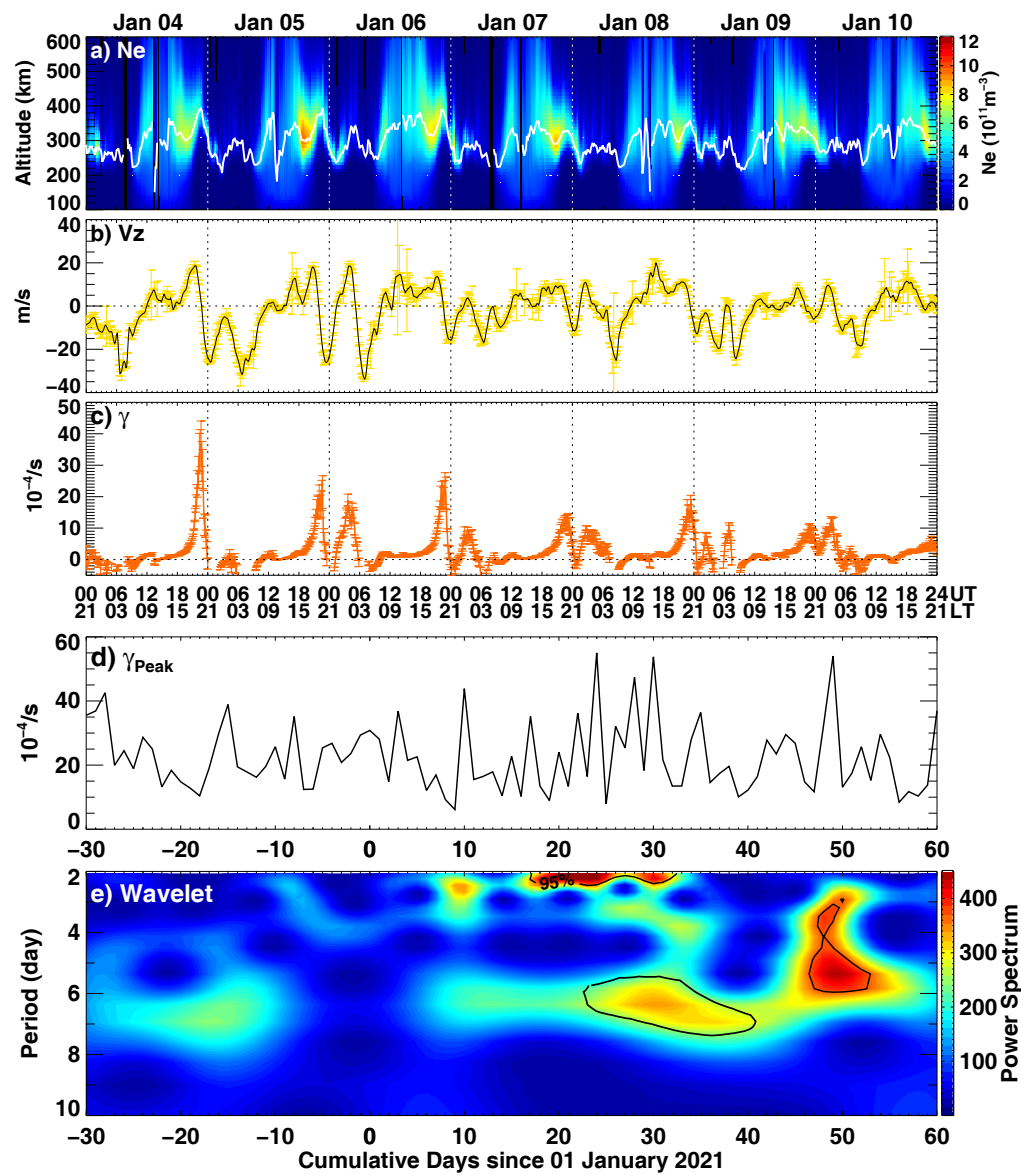 Jan 04 Jan 05 Jan 06 Jan 07 Jan 08 Jan 09 Jan 10
a) Ne
600
500
400
300
200
100
Altitude (km)
12
10
8
6
4
2
0
Ne (10¹¹m⁻³)
b) Vz
40
20
0
−20
−40
m/s
c) γ
50
40
30
20
10
0
10⁻⁴/s
00 06 12 18 00 06 12 18 00 06 12 18 00 06 12 18 00 06 12 18 00 06 12 18 00 06 12 18 24 UT
21 03 09 15 21 03 09 15 21 03 09 15 21 03 09 15 21 03 09 15 21 03 09 15 21 03 09 15 21 LT
d) γPeak
60
40
20
0
10⁻⁴/s
−30 −20 −10 0 10 20 30 40 50 60
e) Wavelet
95%
2
4
6
8
10
Period (day)
400
300
200
100
Power Spectrum
−30 −20 −10 0 10 20 30 40 50 60
Cumulative Days since 01 January 2021